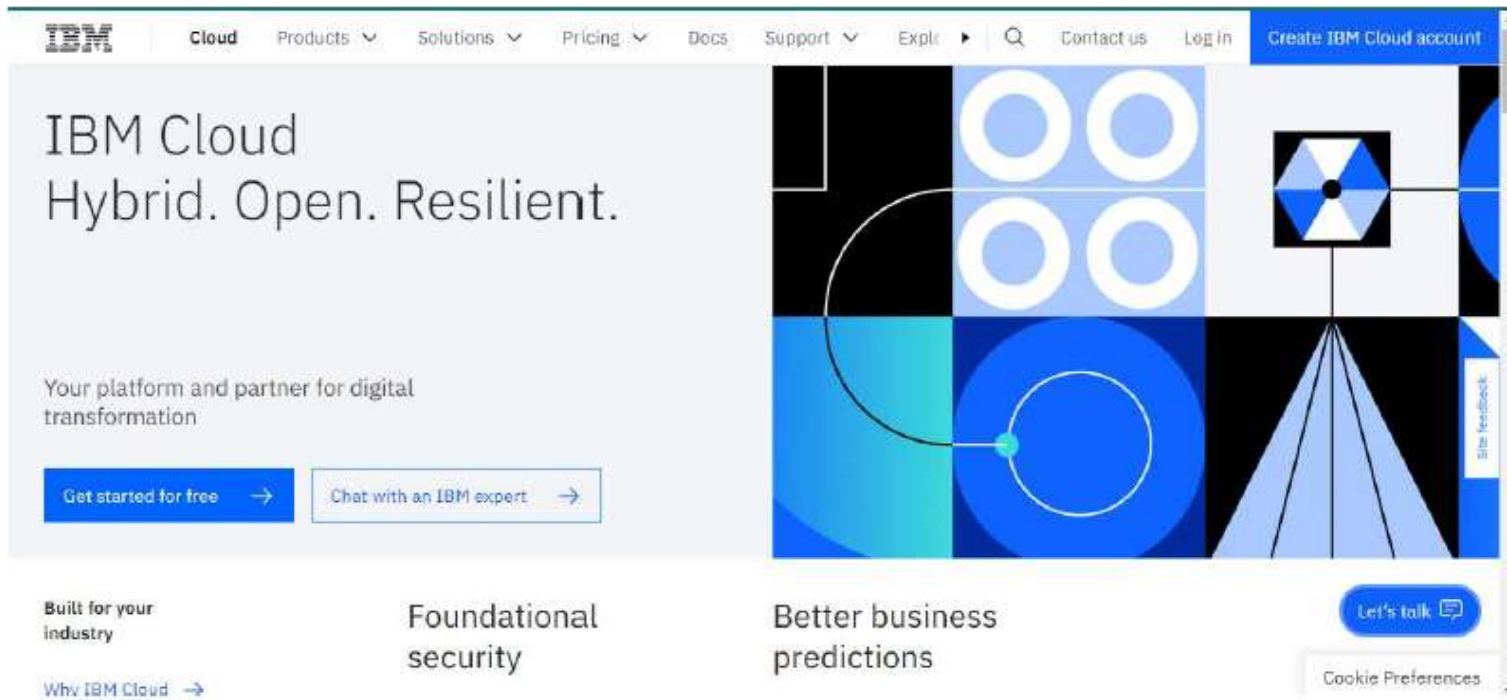 IBM Cloud Products Solutions Pricing Docs Support Explo Contact us Log in Create IBM Cloud account
IBM Cloud
Hybrid. Open. Resilient.
Your platform and partner for digital
transformation
Get started for free Chat with an IBM expert
Site feedback
Built for your
industry
Why IBM Cloud
Foundational
security
Better business
predictions
Let's talk
Cookie Preferences